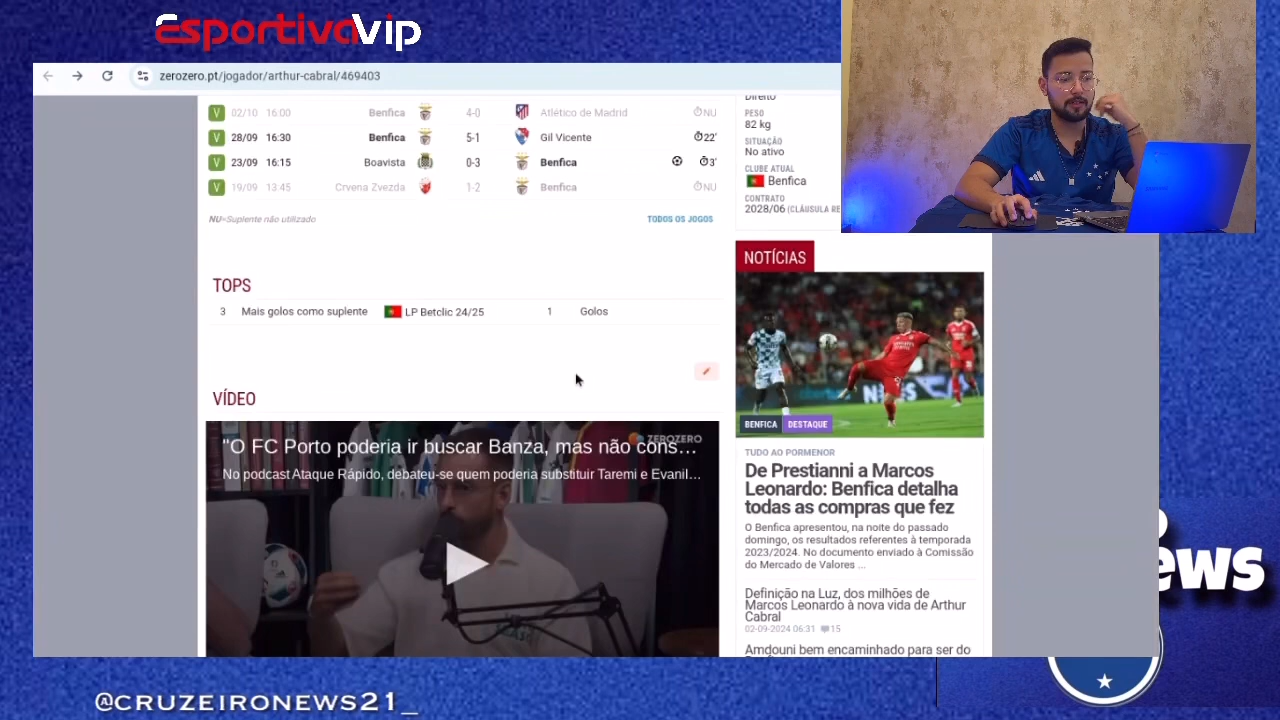 EsportivaVip
zerozero.pt/jogador/arthur-cabral/469403
V 02/10 16:00 Benfica 4-0 Atlético de Madrid NU
V 28/09 16:30 Benfica 5-1 Gil Vicente 22'
V 23/09 16:15 Boavista 0-3 Benfica 3'
V 19/09 13:45 Crvena Zvezda 1-2 Benfica NU
NU=Suplente não utilizado
TODOS OS JOGOS
TOPS
3 Mais golos como suplente LP Betclic 24/25 1 Golos
VÍDEO
"O FC Porto poderia ir buscar Banza, mas não cons...
ZEROZERO
No podcast Ataque Rápido, debateu-se quem poderia substituir Taremi e Evanil...
Direito
PESO
82 kg
SITUAÇÃO
No ativo
CLUBE ATUAL
Benfica
CONTRATO
2028/06 (CLÁUSULA RE
NOTÍCIAS
BENFICA DESTAQUE
TUDO AO PORMENOR
De Prestianni a Marcos
Leonardo: Benfica detalha
todas as compras que fez
O Benfica apresentou, na noite do passado
domingo, os resultados referentes à temporada
2023/2024. No documento enviado à Comissão
do Mercado de Valores ...
Definição na Luz, dos milhões de
Marcos Leonardo à nova vida de Arthur
Cabral
02-09-2024 06:31 15
Amdouni bem encaminhado para ser do
ews
@CRUZEIRONEWS21_